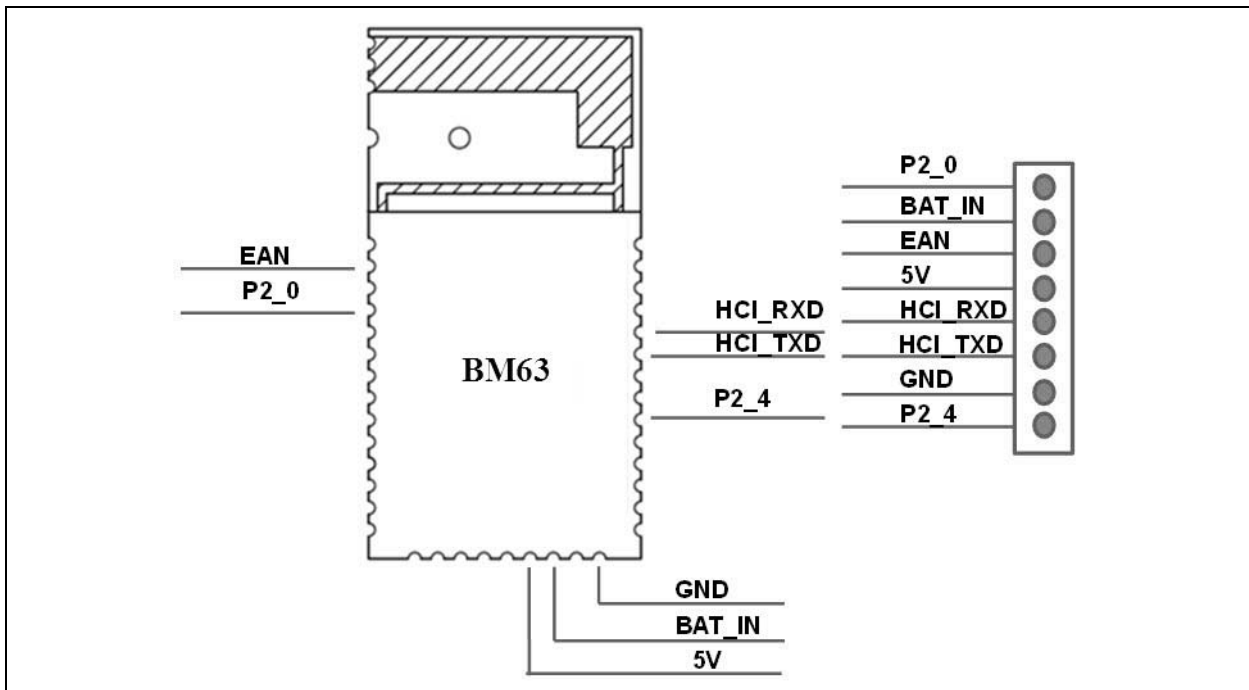 P2_0
BAT_IN
EAN
EAN
5V
P2_0
HCI_RXD
HCI_RXD
HCI_TXD
HCI_TXD
BM63
GND
P2_4
P2_4
GND
BAT_IN
5V